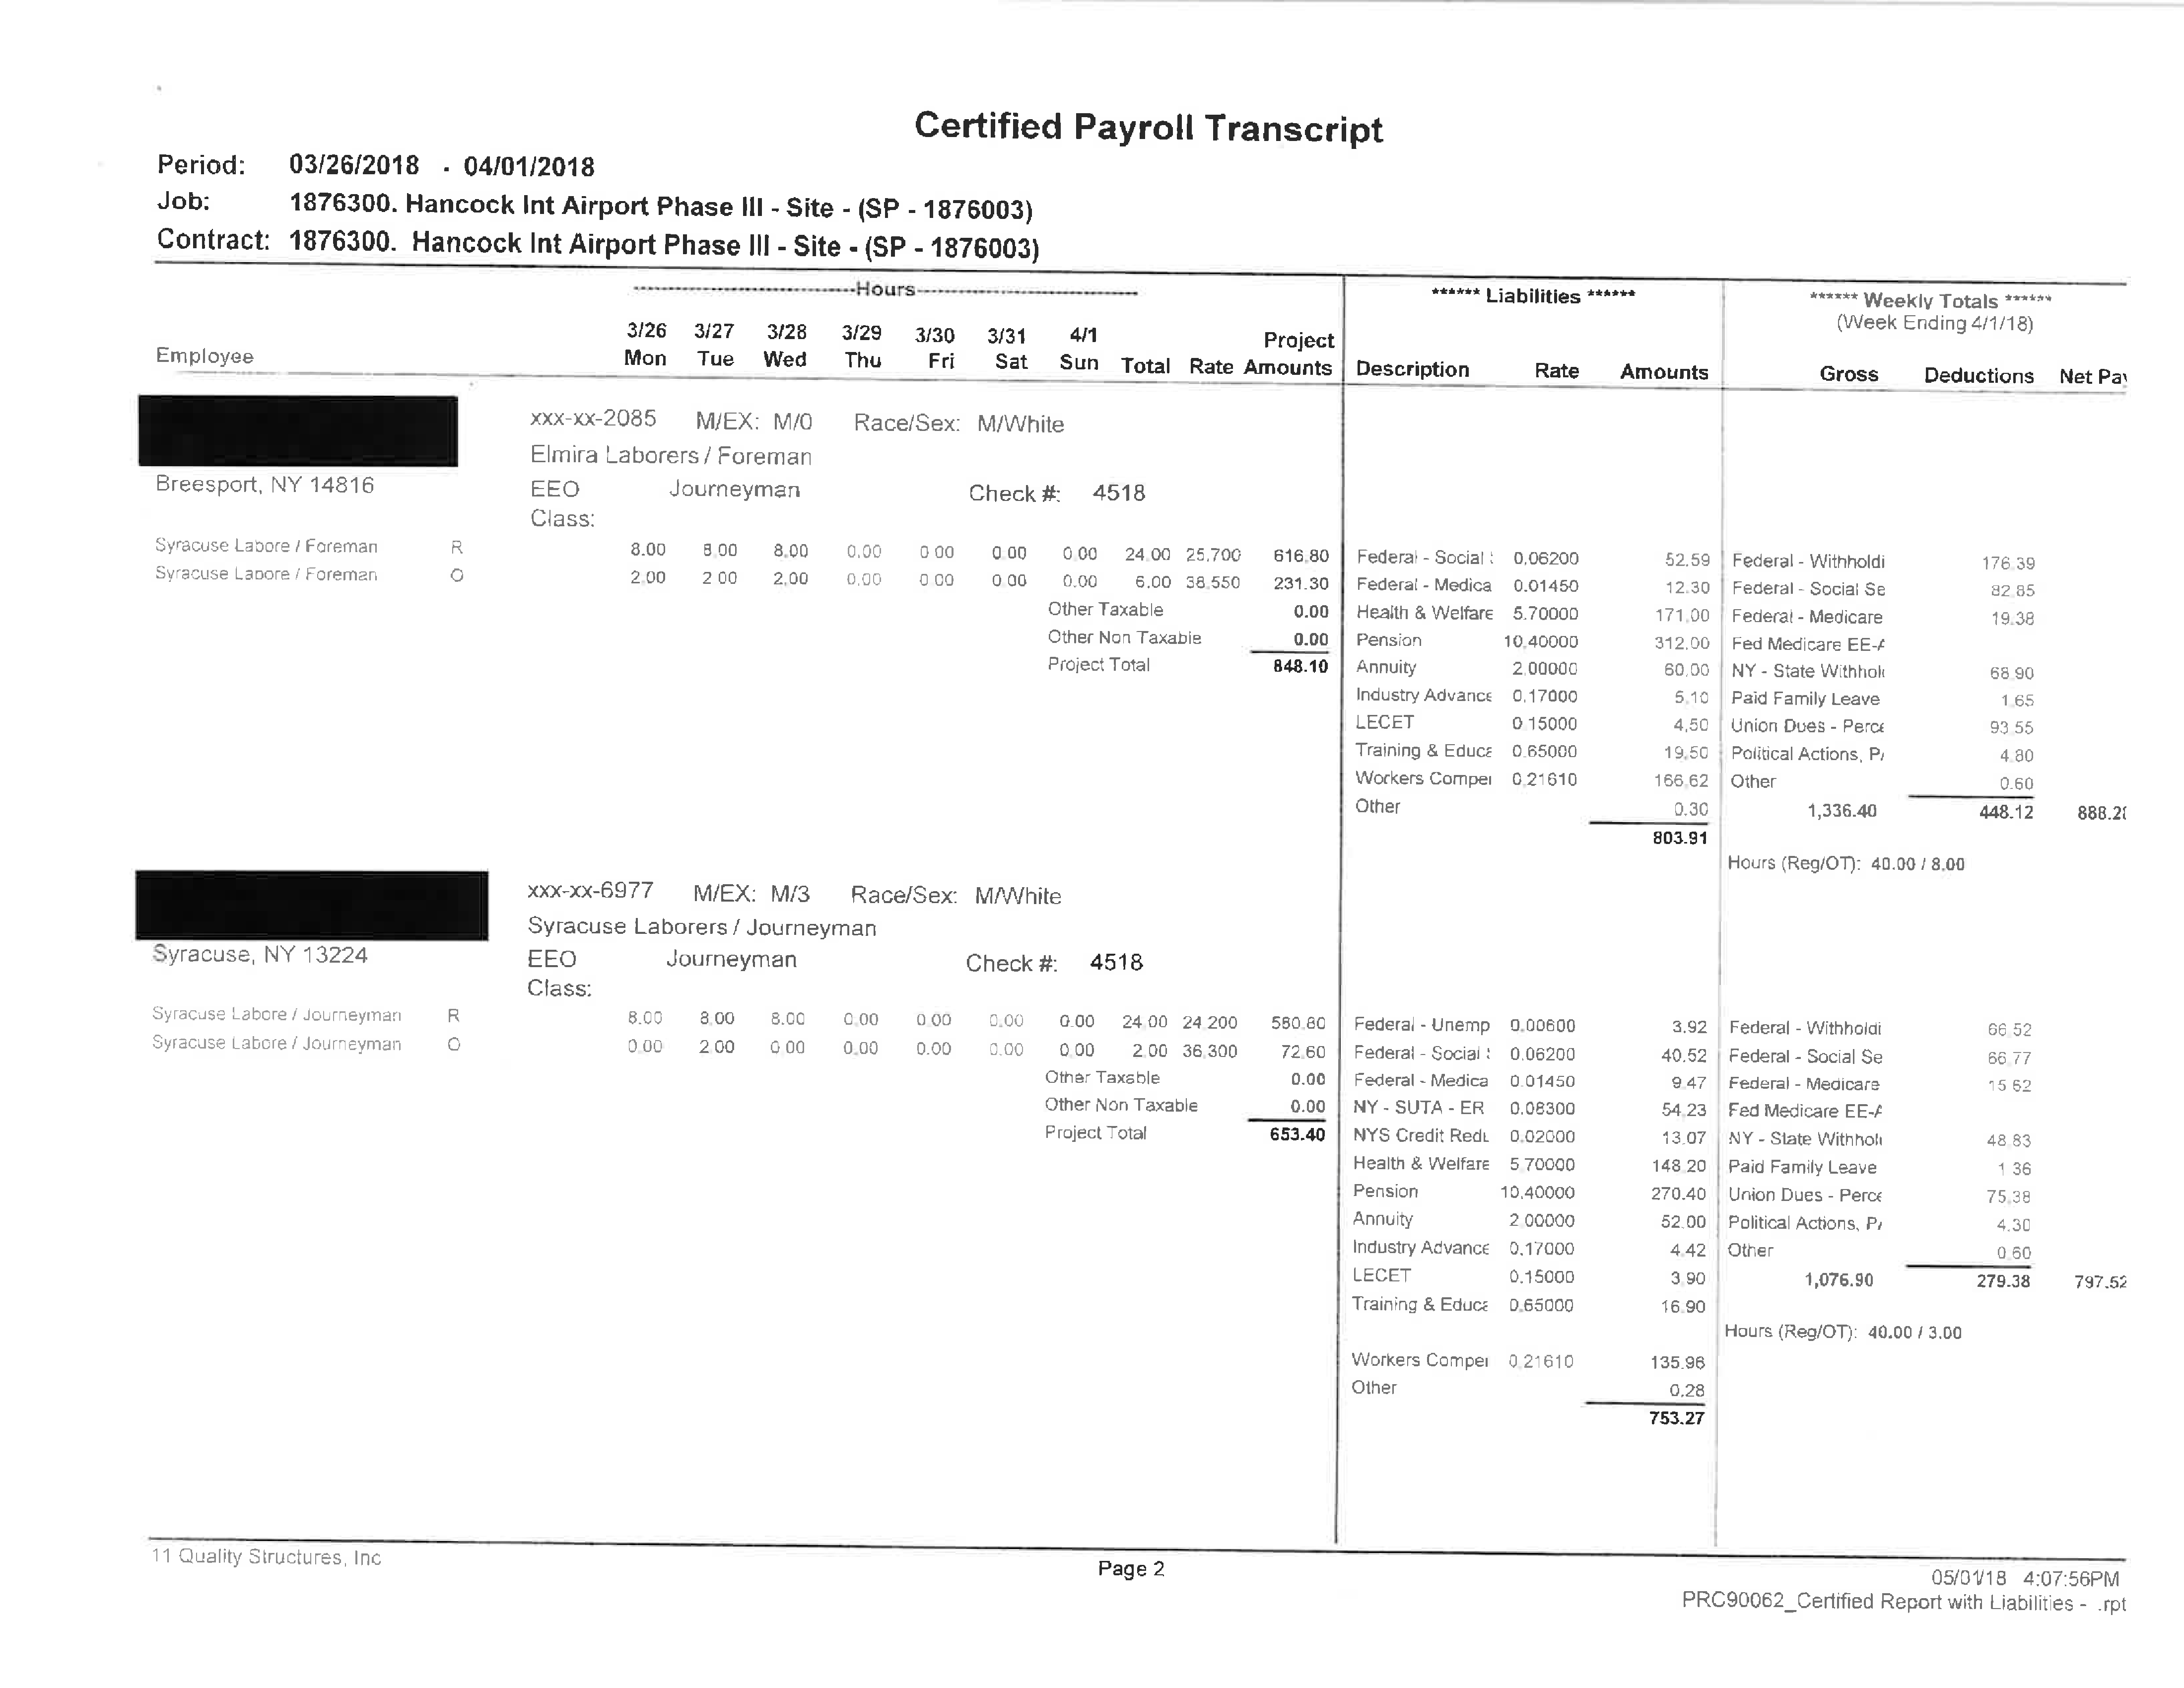 Certified Payroll Transcript
Period: 03/26/2018 - 04/01/2018
Job: 1876300. Hancock Int Airport Phase III - Site - (SP - 1876003)
Contract: 1876300. Hancock Int Airport Phase III - Site - (SP - 1876003)
Hours ****** Liabilities ****** ****** Weekly Totals ******
(Week Ending 4/1/18)
3/26 3/27 3/28 3/29 3/30 3/31 4/1 Project
Employee Mon Tue Wed Thu Fri Sat Sun Total Rate Amounts Description Rate Amounts Gross Deductions Net Pay
xxx-xx-2085 M/EX: M/0 Race/Sex: M/White
Elmira Laborers / Foreman
Breesport, NY 14816 EEO Journeyman Check #: 4518
Class:
Syracuse Labore / Foreman R 8.00 8.00 8.00 0.00 0.00 0.00 0.00 24.00 25.700 616.80 Federal - Social 0.06200 52.59 Federal - Withholdi 176.39
Syracuse Labore / Foreman O 2.00 2.00 2.00 0.00 0.00 0.00 0.00 6.00 38.550 231.30 Federal - Medica 0.01450 12.30 Federal - Social Se 82.85
Other Taxable 0.00 Health & Welfare 5.70000 171.00 Federal - Medicare 19.38
Other Non Taxable 0.00 Pension 10.40000 312.00 Fed Medicare EE-A
Project Total 848.10 Annuity 2.00000 60.00 NY - State Withhol 68.90
Industry Advance 0.17000 5.10 Paid Family Leave 1.65
LECET 0.15000 4.50 Union Dues - Perce 93.55
Training & Educa 0.65000 19.50 Political Actions, P 4.80
Workers Compe 0.21610 166.62 Other 0.60
Other 0.30 1,336.40 448.12 888.28
803.91
Hours (Reg/OT): 40.00 / 8.00
xxx-xx-6977 M/EX: M/3 Race/Sex: M/White
Syracuse Laborers / Journeyman
Syracuse, NY 13224 EEO Journeyman Check #: 4518
Class:
Syracuse Labore / Journeyman R 8.00 8.00 8.00 0.00 0.00 0.00 0.00 24.00 24.200 580.80 Federal - Unemp 0.00600 3.92 Federal - Withholdi 66.52
Syracuse Labore / Journeyman O 0.00 2.00 0.00 0.00 0.00 0.00 0.00 2.00 36.300 72.60 Federal - Social 0.06200 40.52 Federal - Social Se 66.77
Other Taxable 0.00 Federal - Medica 0.01450 9.47 Federal - Medicare 15.62
Other Non Taxable 0.00 NY - SUTA - ER 0.08300 54.23 Fed Medicare EE-A
Project Total 653.40 NYS Credit Redu 0.02000 13.07 NY - State Withhol 48.83
Health & Welfare 5.70000 148.20 Paid Family Leave 1.36
Pension 10.40000 270.40 Union Dues - Perce 75.38
Annuity 2.00000 52.00 Political Actions, P 4.30
Industry Advance 0.17000 4.42 Other 0.60
LECET 0.15000 3.90 1,076.90 279.38 797.52
Training & Educa 0.65000 16.90
Hours (Reg/OT): 40.00 / 3.00
Workers Compe 0.21610 135.96
Other 0.28
753.27
11 Quality Structures, Inc Page 2
05/01/18 4:07:56PM
PRC90062_Certified Report with Liabilities - .rpt